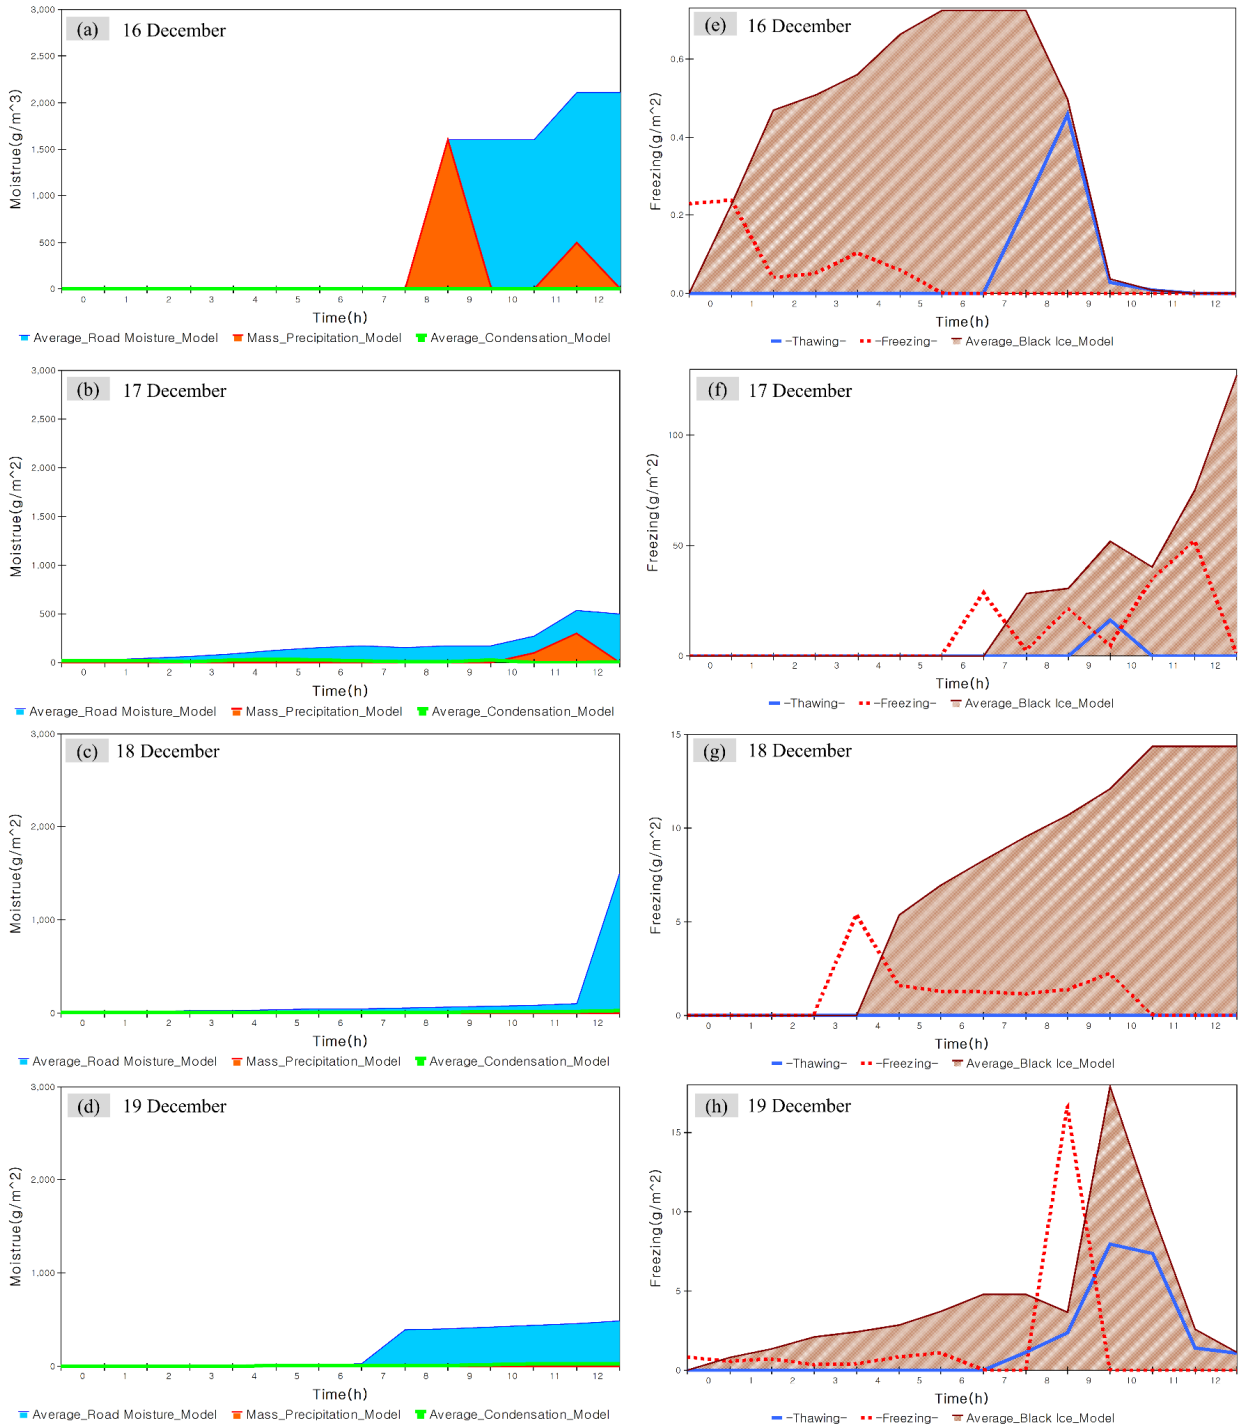 (a) 16 December
Moistrue(g/m^3)
3,000
2,500
2,000
1,500
1,000
500
0
0 1 2 3 4 5 6 7 8 9 10 11 12
Time(h)
Average_Road Moisture_Model Mass_Precipitation_Model Average_Condensation_Model
(e) 16 December
Freezing(g/m^2)
0.6
0.4
0.2
0.0
0 1 2 3 4 5 6 7 8 9 10 11 12
Time(h)
-Thawing- -Freezing- Average_Black Ice_Model
(b) 17 December
Moistrue(g/m^2)
3,000
2,500
2,000
1.500
1,000
500
0
0 1 2 3 4 5 6 7 8 9 10 11 12
Time(h)
Average_Road Moisture_Model Mass_Precipitation_Model Average_Condensation_Model
(f) 17 December
Freezing(g/m^2)
100
50
0
0 1 2 3 4 5 6 7 8 9 10 11 12
Time(h)
-Thawing- -Freezing- Average_Black Ice_Model
(c) 18 December
Moistrue(g/m^2)
3,000
2,000
1,000
0
0 1 2 3 4 5 6 7 8 9 10 11 12
Time(h)
Average_Road Moisture_Model Mass_Precipitation_Model Average_Condensation_Model
(g) 18 December
Freezing(g/m^2)
15
10
5
0
0 1 2 3 4 5 6 7 8 9 10 11 12
Time(h)
-Thawing- -Freezing- Average_Black Ice_Model
(d) 19 December
Moistrue(g/m^2)
3,000
2,000
1,000
0
0 1 2 3 4 5 6 7 8 9 10 11 12
Time(h)
Average_Road Moisture_Model Mass_Precipitation_Model Average_Condensation_Model
(h) 19 December
Freezing(g/m^2)
15
10
5
0
0 1 2 3 4 5 6 7 8 9 10 11 12
Time(h)
-Thawing- -Freezing- Average_Black Ice_Model